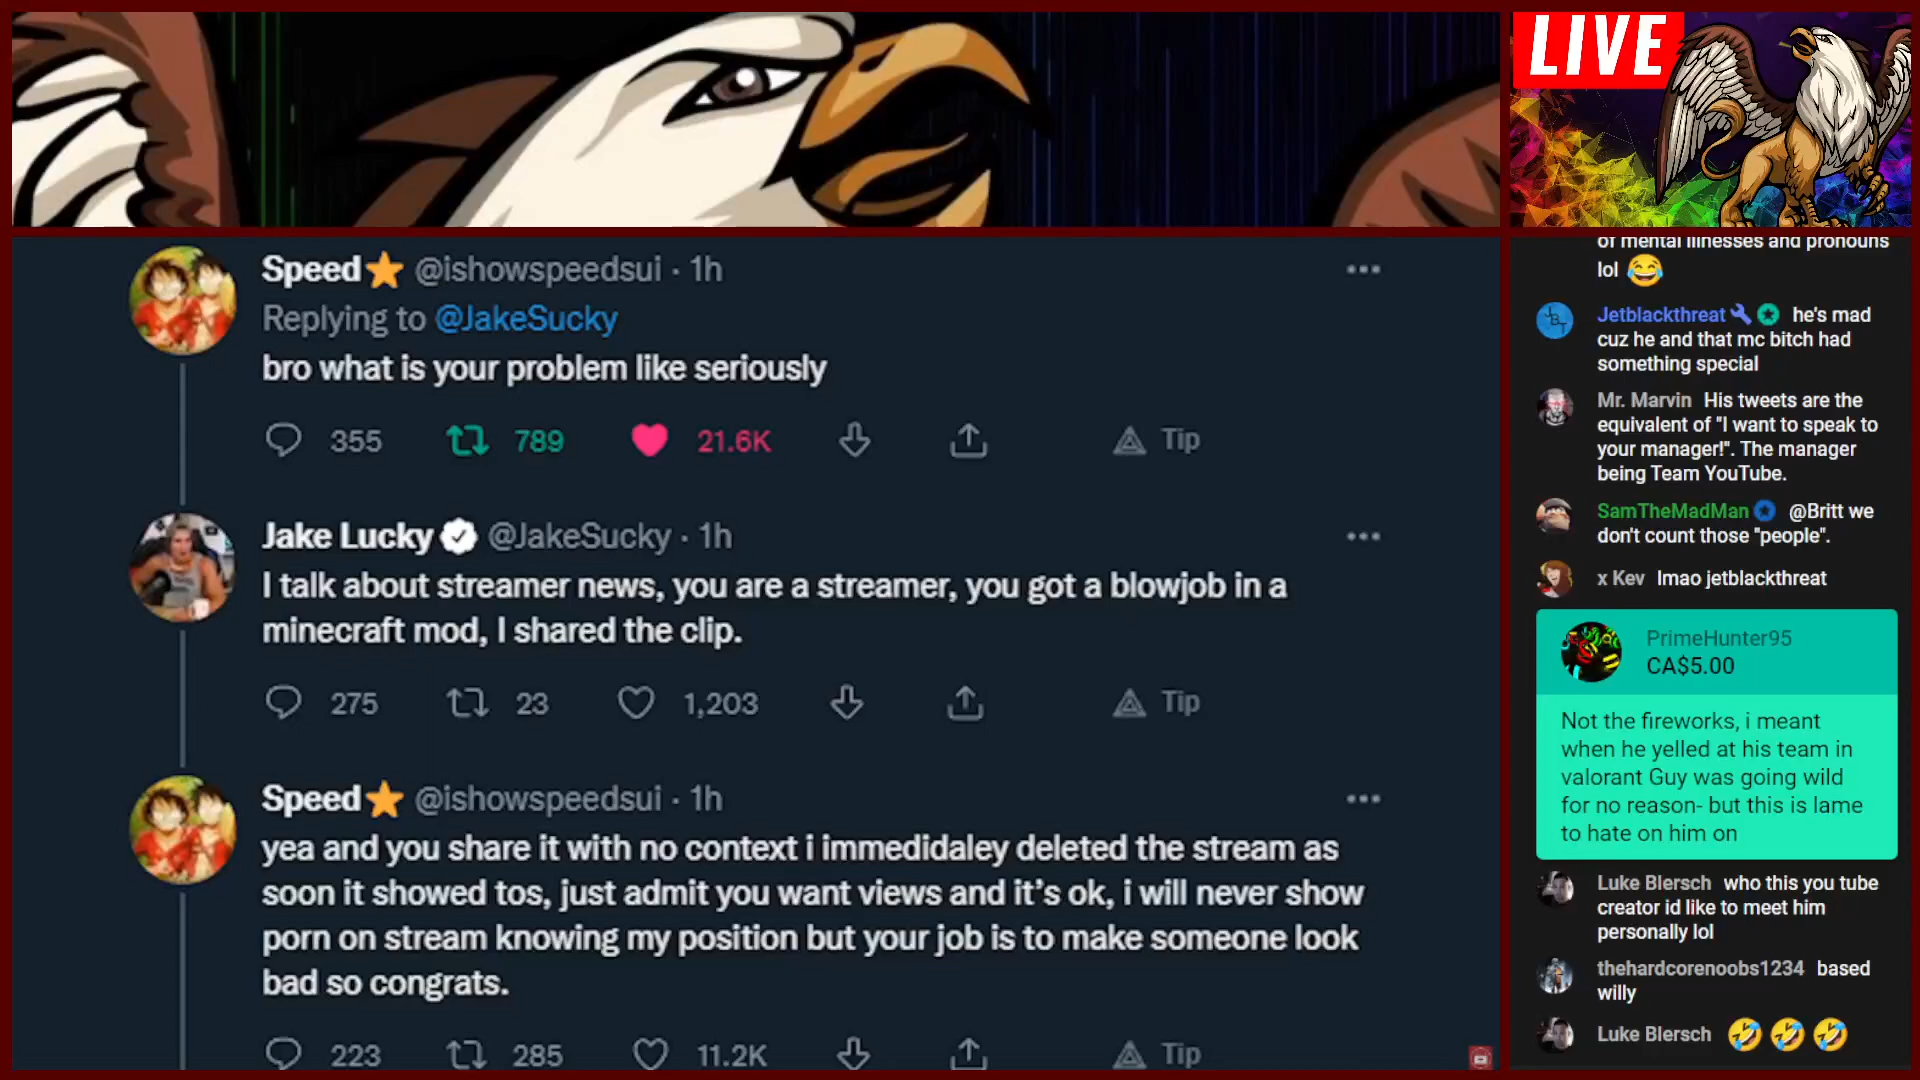 LIVE
Speed @ishowspeedsui · 1h
Replying to @JakeSucky
bro what is your problem like seriously
355 789 21.6K Tip
Jake Lucky @JakeSucky · 1h
I talk about streamer news, you are a streamer, you got a blowjob in a
minecraft mod, I shared the clip.
275 23 1,203 Tip
Speed @ishowspeedsui · 1h
yea and you share it with no context i immedidaley deleted the stream as
soon it showed tos, just admit you want views and it's ok, i will never show
porn on stream knowing my position but your job is to make someone look
bad so congrats.
223 285 11.2K Tip
of mental illnesses and pronouns
lol 😂
JBT
Jetblackthreat he's mad
cuz he and that mc bitch had
something special
Mr. Marvin His tweets are the
equivalent of "I want to speak to
your manager!". The manager
being Team YouTube.
SamTheMadMan @Britt we
don't count those "people".
x Kev lmao jetblackthreat
PrimeHunter95
CA$5.00
Not the fireworks, i meant
when he yelled at his team in
valorant Guy was going wild
for no reason- but this is lame
to hate on him on
Luke Blersch who this you tube
creator id like to meet him
personally lol
thehardcorenoobs1234 based
willy
Luke Blersch 🤣 🤣 🤣